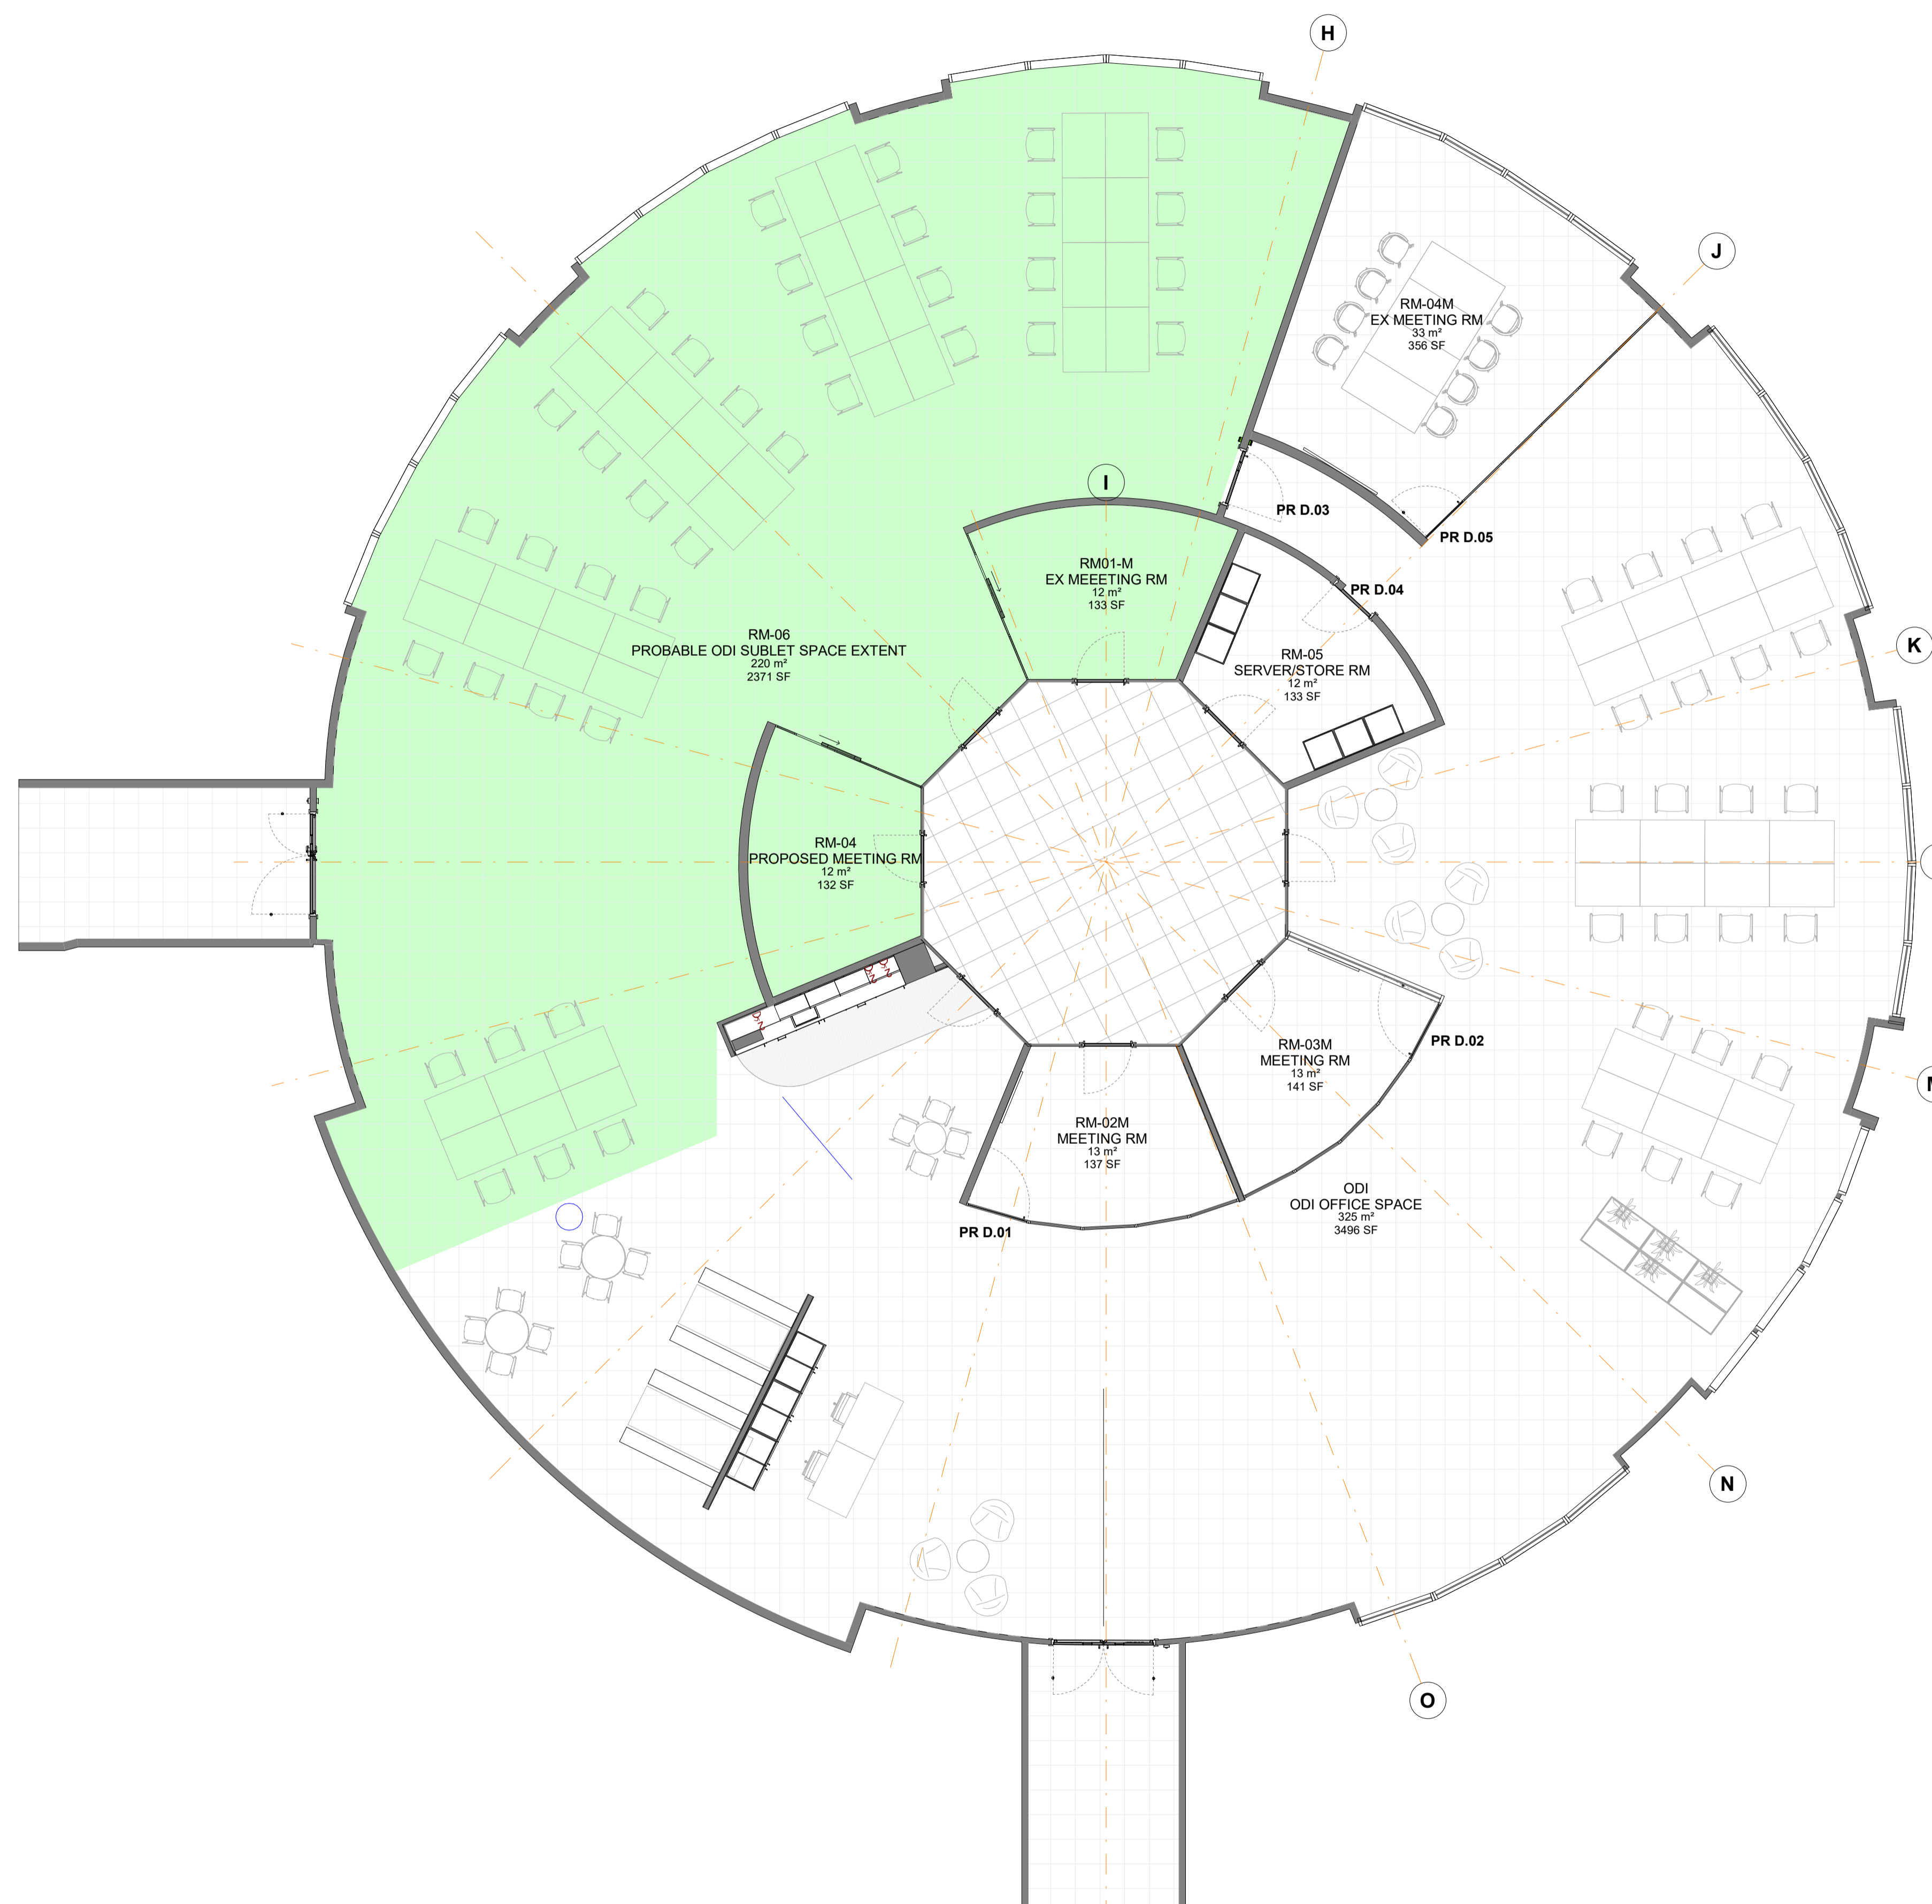 H
J
RM-04M
EX MEETING RM
33 m²
356 SF
I
PR D.03
PR D.05
RM01-M
EX MEEETING RM
12 m²
133 SF
PR D.04
RM-06
PROBABLE ODI SUBLET SPACE EXTENT
220 m²
2371 SF
RM-05
SERVER/STORE RM
12 m²
133 SF
K
RM-04
PROPOSED MEETING RM
12 m²
132 SF
RM-03M
MEETING RM
13 m²
141 SF
PR D.02
RM-02M
MEETING RM
13 m²
137 SF
PR D.01
ODI
ODI OFFICE SPACE
325 m²
3496 SF
N
O